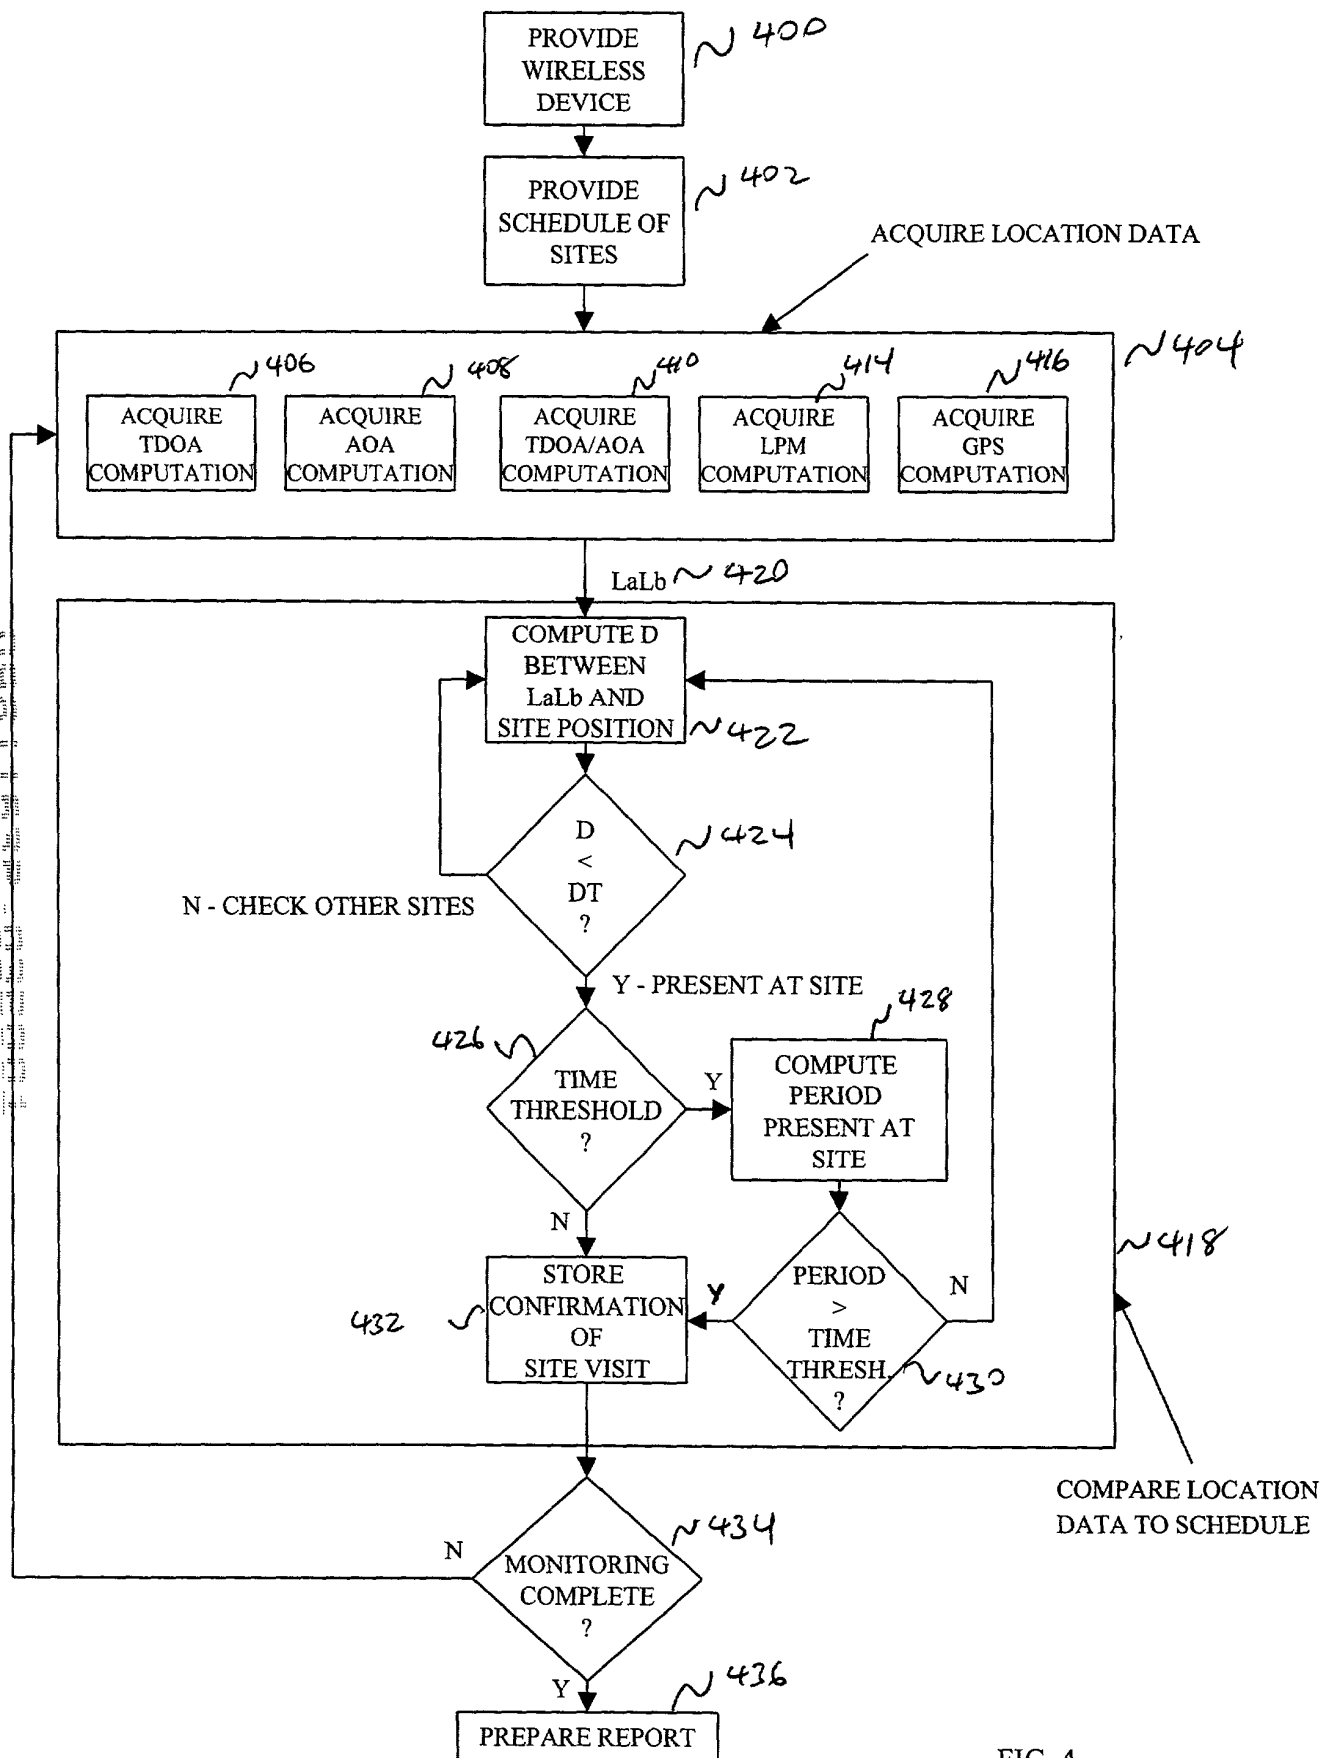 PROVIDE
WIRELESS
DEVICE
400
PROVIDE
SCHEDULE OF
SITES
402
ACQUIRE LOCATION DATA
404
406
408
410
414
416
ACQUIRE
TDOA
COMPUTATION
ACQUIRE
AOA
COMPUTATION
ACQUIRE
TDOA/AOA
COMPUTATION
ACQUIRE
LPM
COMPUTATION
ACQUIRE
GPS
COMPUTATION
LaLb 420
COMPUTE D
BETWEEN
LaLb AND
SITE POSITION
422
D
<
DT
?
424
N - CHECK OTHER SITES
Y - PRESENT AT SITE
426
TIME
THRESHOLD
?
Y
428
COMPUTE
PERIOD
PRESENT AT
SITE
N
418
STORE
CONFIRMATION
OF
SITE VISIT
432
Y
PERIOD
>
TIME
THRESH.
?
N
430
COMPARE LOCATION
DATA TO SCHEDULE
434
N
MONITORING
COMPLETE
?
Y
436
PREPARE REPORT